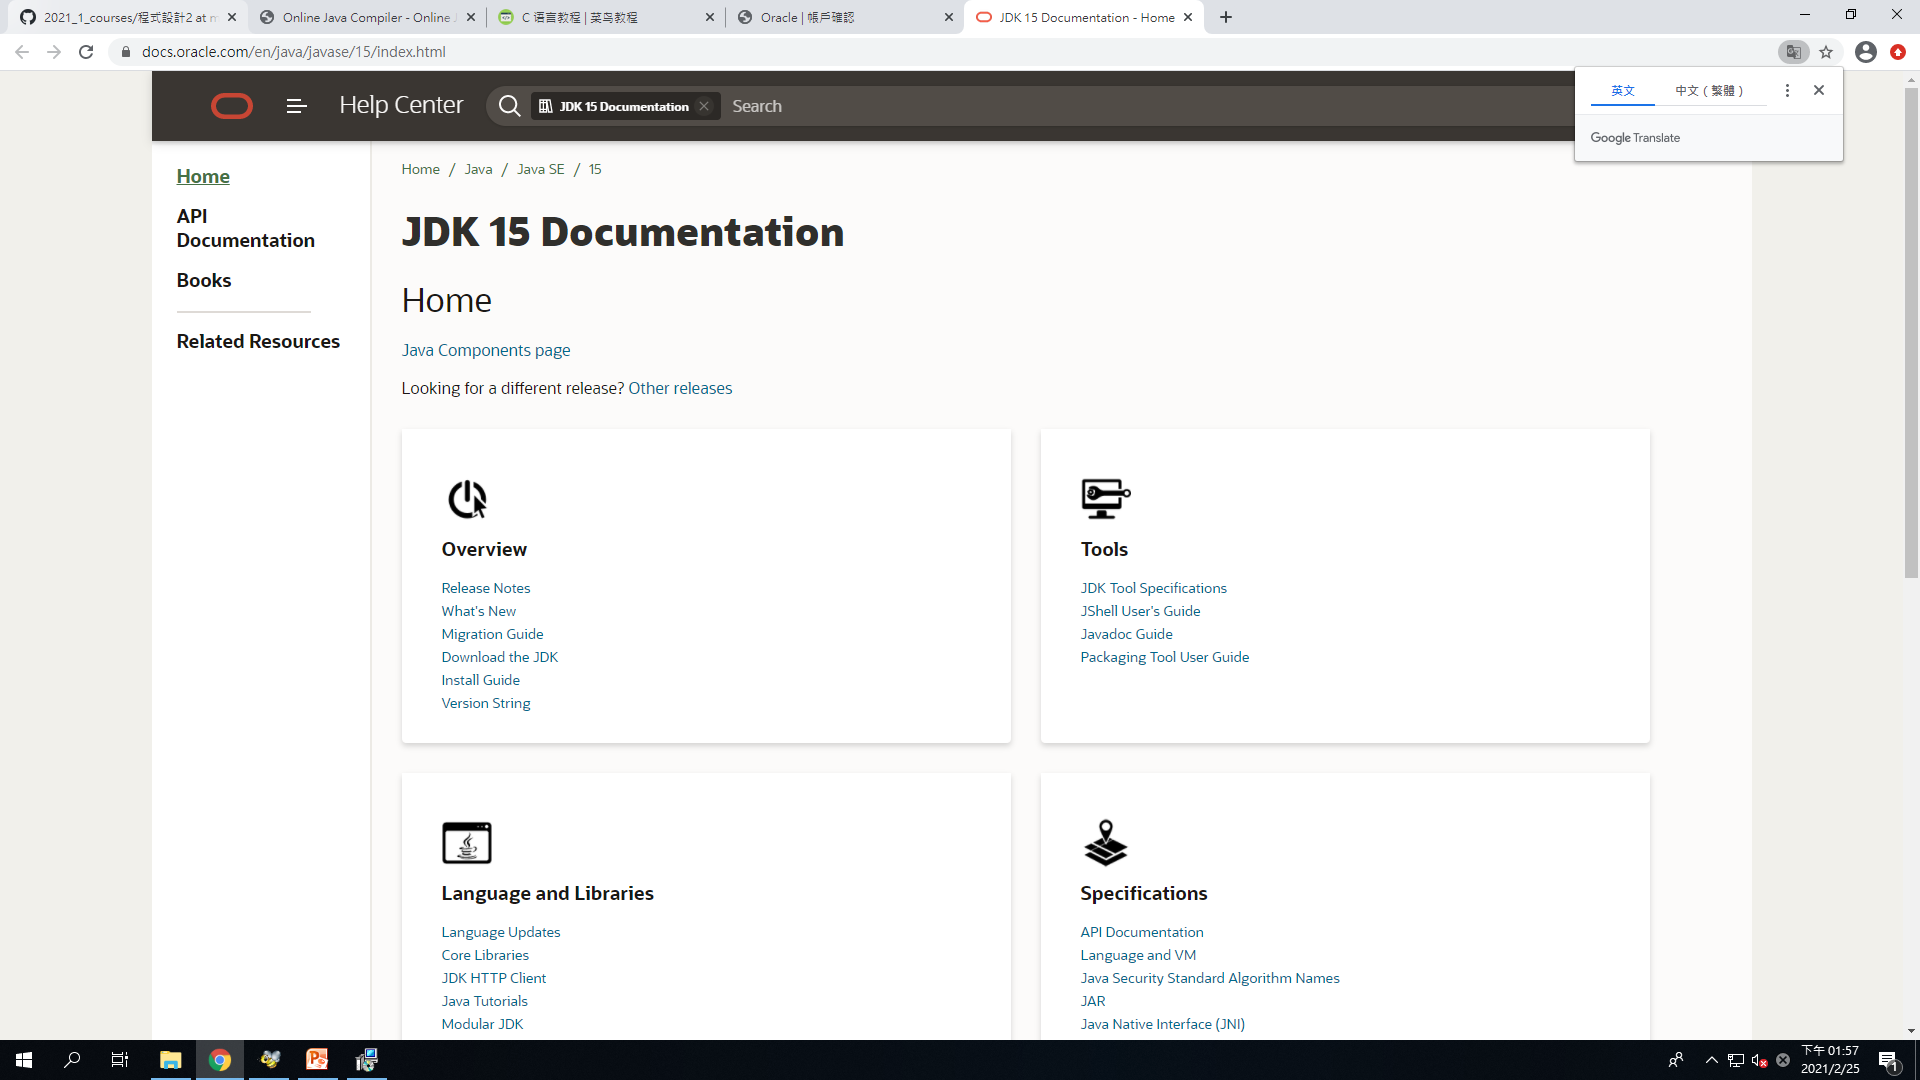 2021_1_courses/程式設計2 at m
Online Java Compiler - Online J
C 语言教程 | 菜鸟教程
Oracle | 帳戶確認
JDK 15 Documentation - Home
docs.oracle.com/en/java/javase/15/index.html
英文
中文 ( 繁體 )
Google Translate
Help Center
JDK 15 Documentation
Search
Home
API
Documentation
Books
Related Resources
Home / Java / Java SE / 15
JDK 15 Documentation
Home
Java Components page
Looking for a different release? Other releases
Overview
Release Notes
What's New
Migration Guide
Download the JDK
Install Guide
Version String
Tools
JDK Tool Specifications
JShell User's Guide
Javadoc Guide
Packaging Tool User Guide
Language and Libraries
Language Updates
Core Libraries
JDK HTTP Client
Java Tutorials
Modular JDK
Specifications
API Documentation
Language and VM
Java Security Standard Algorithm Names
JAR
Java Native Interface (JNI)
下午 01:57
2021/2/25
1